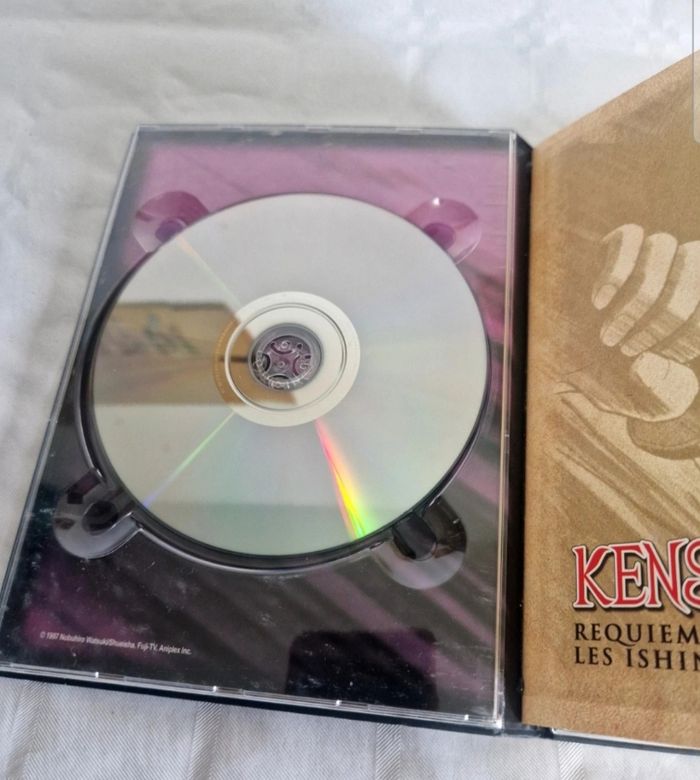 © 1997 Nobuhiro Watsuki/Shueisha, Fuji-TV, Aniplex Inc.
KENS
REQUIEM
LES ISHIN